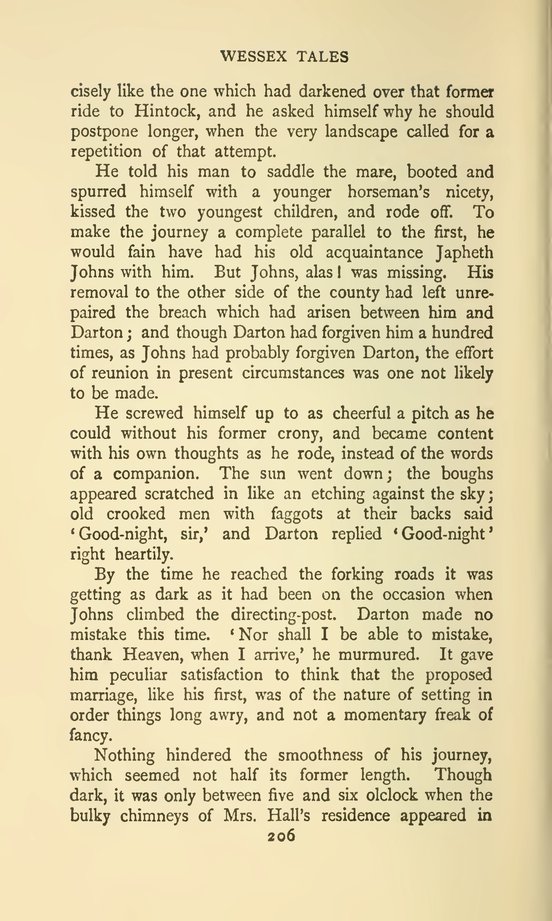 WESSEX TALES
cisely like the one which had darkened over that former
ride to Hintock, and he asked himself why he should
postpone longer, when the very landscape called for a
repetition of that attempt.
He told his man to saddle the mare, booted and
spurred himself with a younger horseman's nicety,
kissed the two youngest children, and rode off. To
make the journey a complete parallel to the first, he
would fain have had his old acquaintance Japheth
Johns with him. But Johns, alas! was missing. His
removal to the other side of the county had left unre-
paired the breach which had arisen between him and
Darton; and though Darton had forgiven him a hundred
times, as Johns had probably forgiven Darton, the effort
of reunion in present circumstances was one not likely
to be made.
He screwed himself up to as cheerful a pitch as he
could without his former crony, and became content
with his own thoughts as he rode, instead of the words
of a companion. The sun went down; the boughs
appeared scratched in like an etching against the sky;
old crooked men with faggots at their backs said
'Good-night, sir,' and Darton replied 'Good-night'
right heartily.
By the time he reached the forking roads it was
getting as dark as it had been on the occasion when
Johns climbed the directing-post. Darton made no
mistake this time. 'Nor shall I be able to mistake,
thank Heaven, when I arrive,' he murmured. It gave
him peculiar satisfaction to think that the proposed
marriage, like his first, was of the nature of setting in
order things long awry, and not a momentary freak of
fancy.
Nothing hindered the smoothness of his journey,
which seemed not half its former length. Though
dark, it was only between five and six olclock when the
bulky chimneys of Mrs. Hall's residence appeared in
206